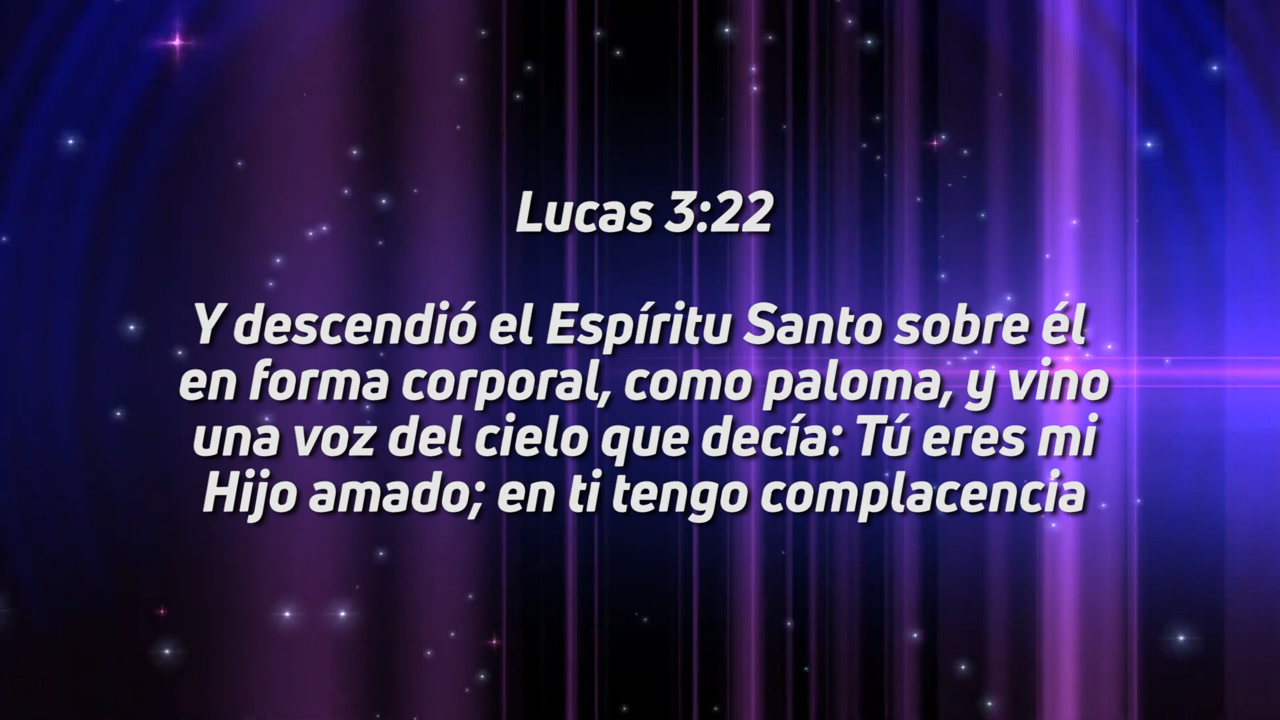 Lucas 3:22
Y descendió el Espíritu Santo sobre él
en forma corporal, como paloma, y vino
una voz del cielo que decía: Tú eres mi
Hijo amado; en ti tengo complacencia